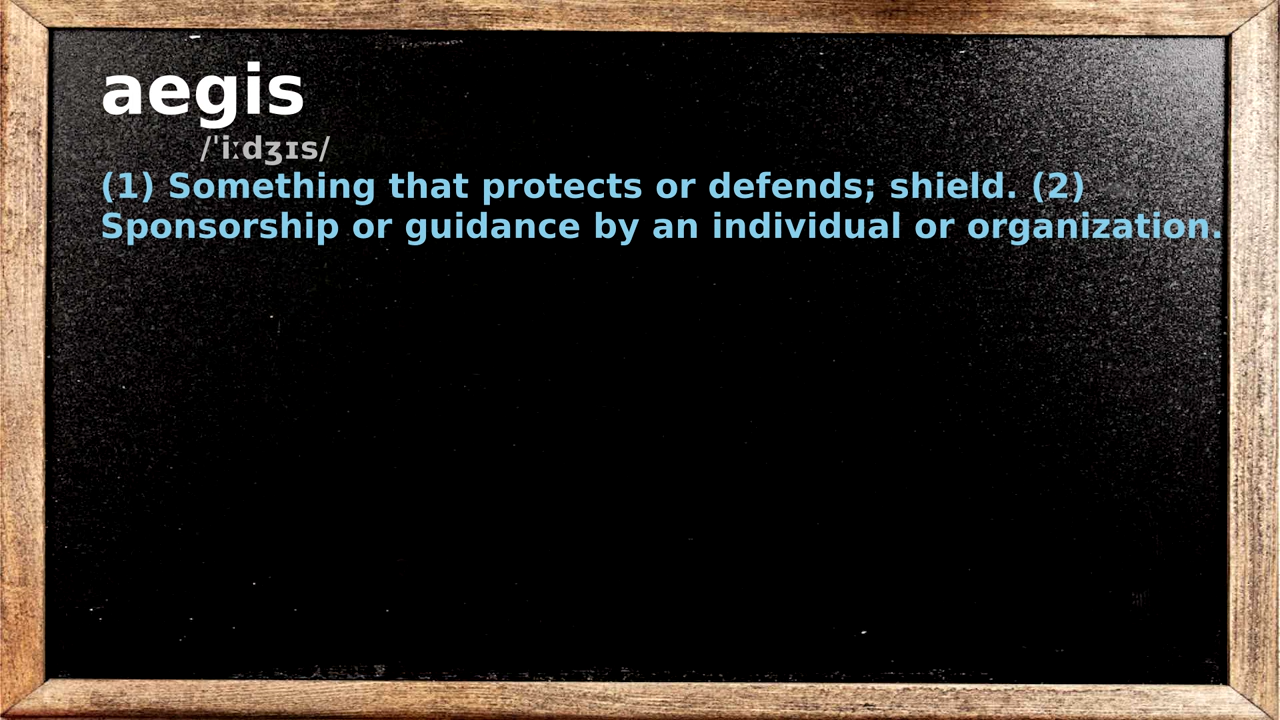 aegis
/ˈiːdʒɪs/
(1) Something that protects or defends; shield. (2)
Sponsorship or guidance by an individual or organization.